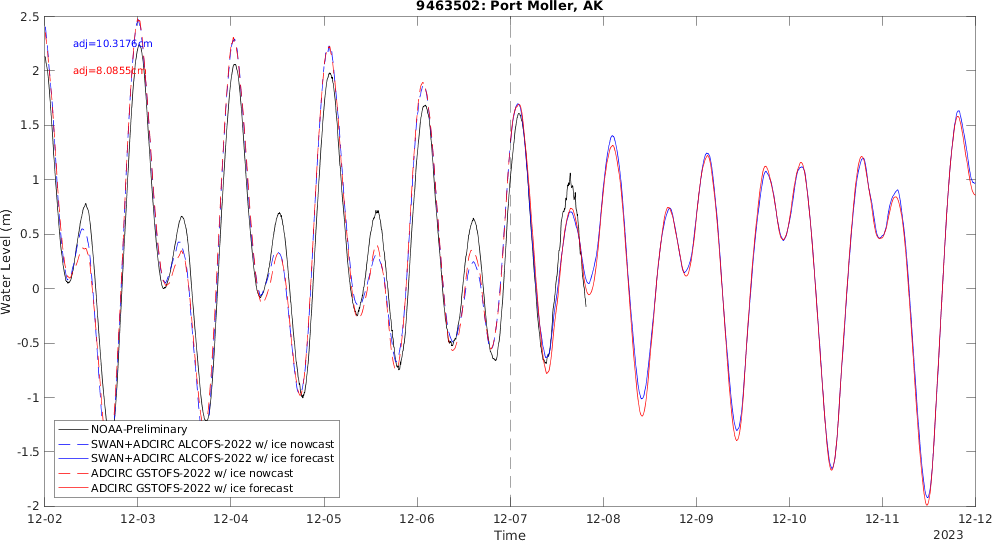 9463502: Port Moller, AK
adj=10.3176cm
adj=8.0855cm
Water Level (m)
2.5
2
1.5
1
0.5
0
-0.5
-1
-1.5
-2
NOAA-Preliminary
SWAN+ADCIRC ALCOFS-2022 w/ ice nowcast
SWAN+ADCIRC ALCOFS-2022 w/ ice forecast
ADCIRC GSTOFS-2022 w/ ice nowcast
ADCIRC GSTOFS-2022 w/ ice forecast
12-02 12-03 12-04 12-05 12-06 12-07 12-08 12-09 12-10 12-11 12-12
Time
2023